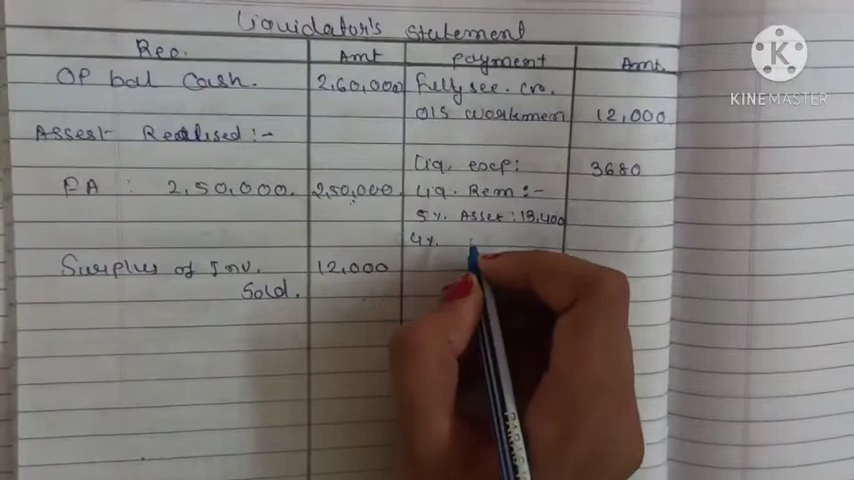 Liquidator's statement
Rec. Amt payment Amt.
OP bal Cash. 2,60,000 fully sec. cre.
O/S workmen 12,000
Assest Realised :-
Liq. exep: 3680
FA : 2,50,000. 2,50,000. Liq. Rem :-
5% Asset : 13,400
4% :
Surplus of Inv. 12,000
Sold.
KINEMASTER